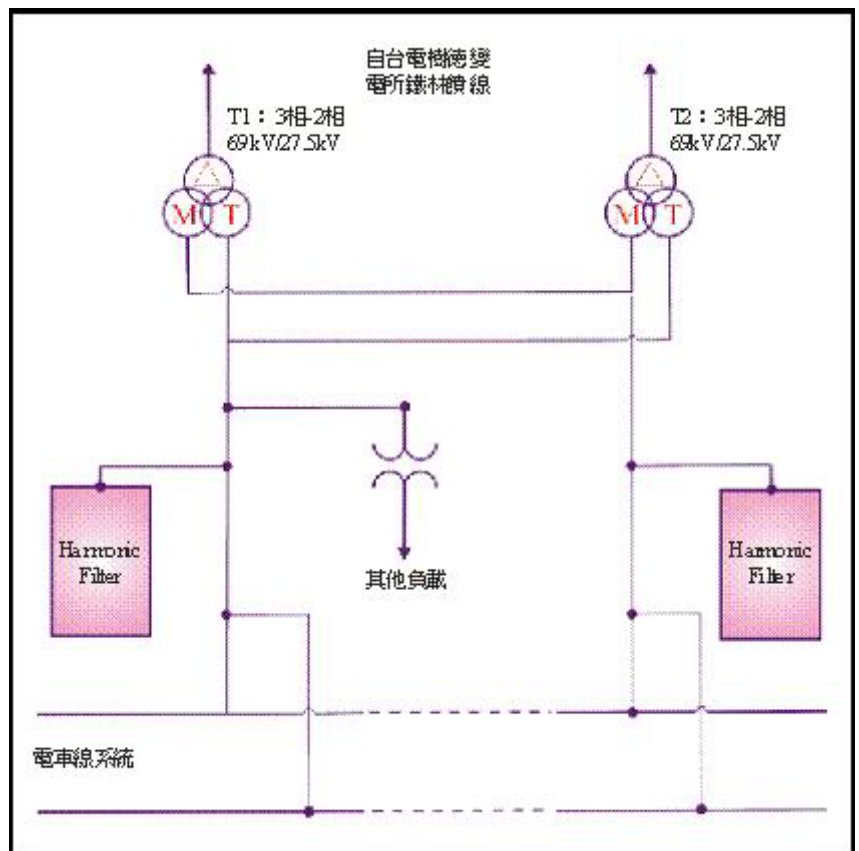 自台電樹德變
電所鐵材饋線
T1：3相-2相
69kV/27.5kV
T2：3相-2相
69kV/27.5kV
M T
M T
Harmonic
Filter
Harmonic
Filter
其他負載
電車線系統